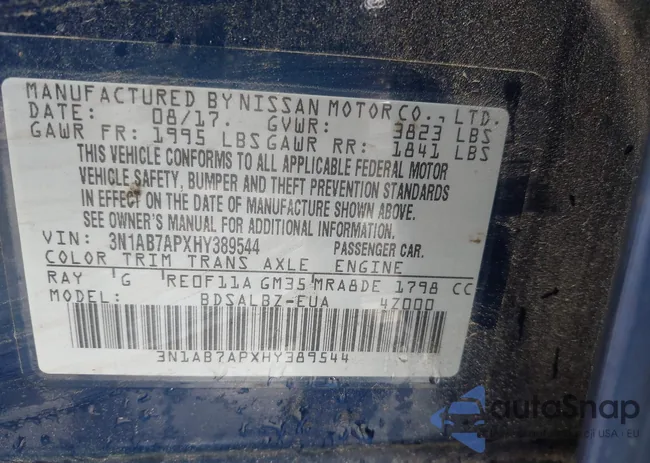 MANUFACTURED BY NISSAN MOTOR CO., LTD.
DATE: 08/17. GVWR: 3823 LBS
GAWR FR: 1995 LBS GAWR RR: 1841 LBS
THIS VEHICLE CONFORMS TO ALL APPLICABLE FEDERAL MOTOR
VEHICLE SAFETY, BUMPER AND THEFT PREVENTION STANDARDS
IN EFFECT ON THE DATE OF MANUFACTURE SHOWN ABOVE.
SEE OWNER'S MANUAL FOR ADDITIONAL INFORMATION.
VIN: 3N1AB7APXHY389544 PASSENGER CAR.
COLOR TRIM TRANS AXLE ENGINE
RAY G RE0F11A GM35 MRA8DE 1798 CC
MODEL: BDSALBZ-EUA 4Z000
3N1AB7APXHY389544
autoSnap
USA - EU